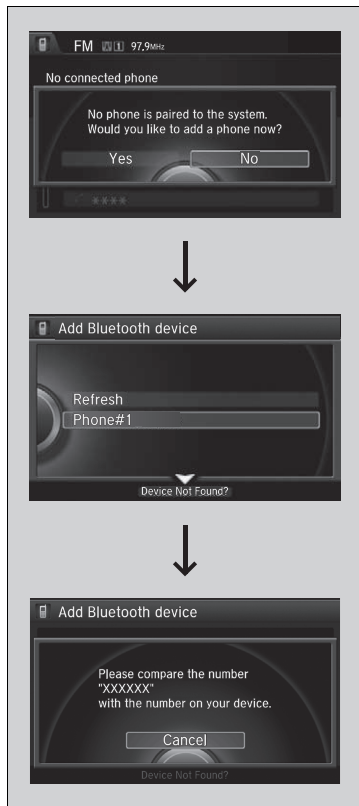 FM 1 97.9MHz
No connected phone
No phone is paired to the system.
Would you like to add a phone now?
Yes No
****
Add Bluetooth device
Refresh
Phone#1
Device Not Found?
Add Bluetooth device
Please compare the number
"XXXXXX"
with the number on your device.
Cancel
Device Not Found?